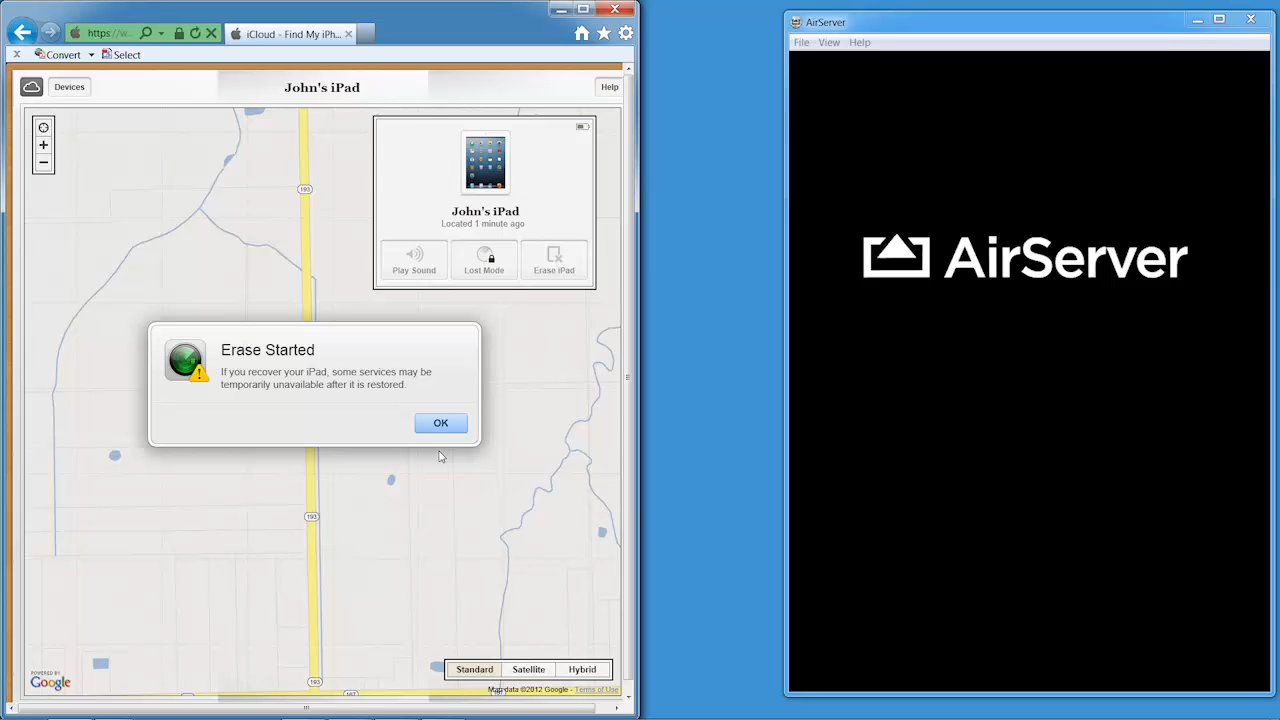 https://w...
iCloud - Find My iPh...
Convert
Select
Devices
John's iPad
Help
193
John's iPad
Located 1 minute ago
Play Sound
Lost Mode
Erase iPad
Erase Started
If you recover your iPad, some services may be
temporarily unavailable after it is restored.
OK
193
Standard
Satellite
Hybrid
POWERED BY
Google
193
197
Map data ©2012 Google - Terms of Use
AirServer
File
View
Help
AirServer